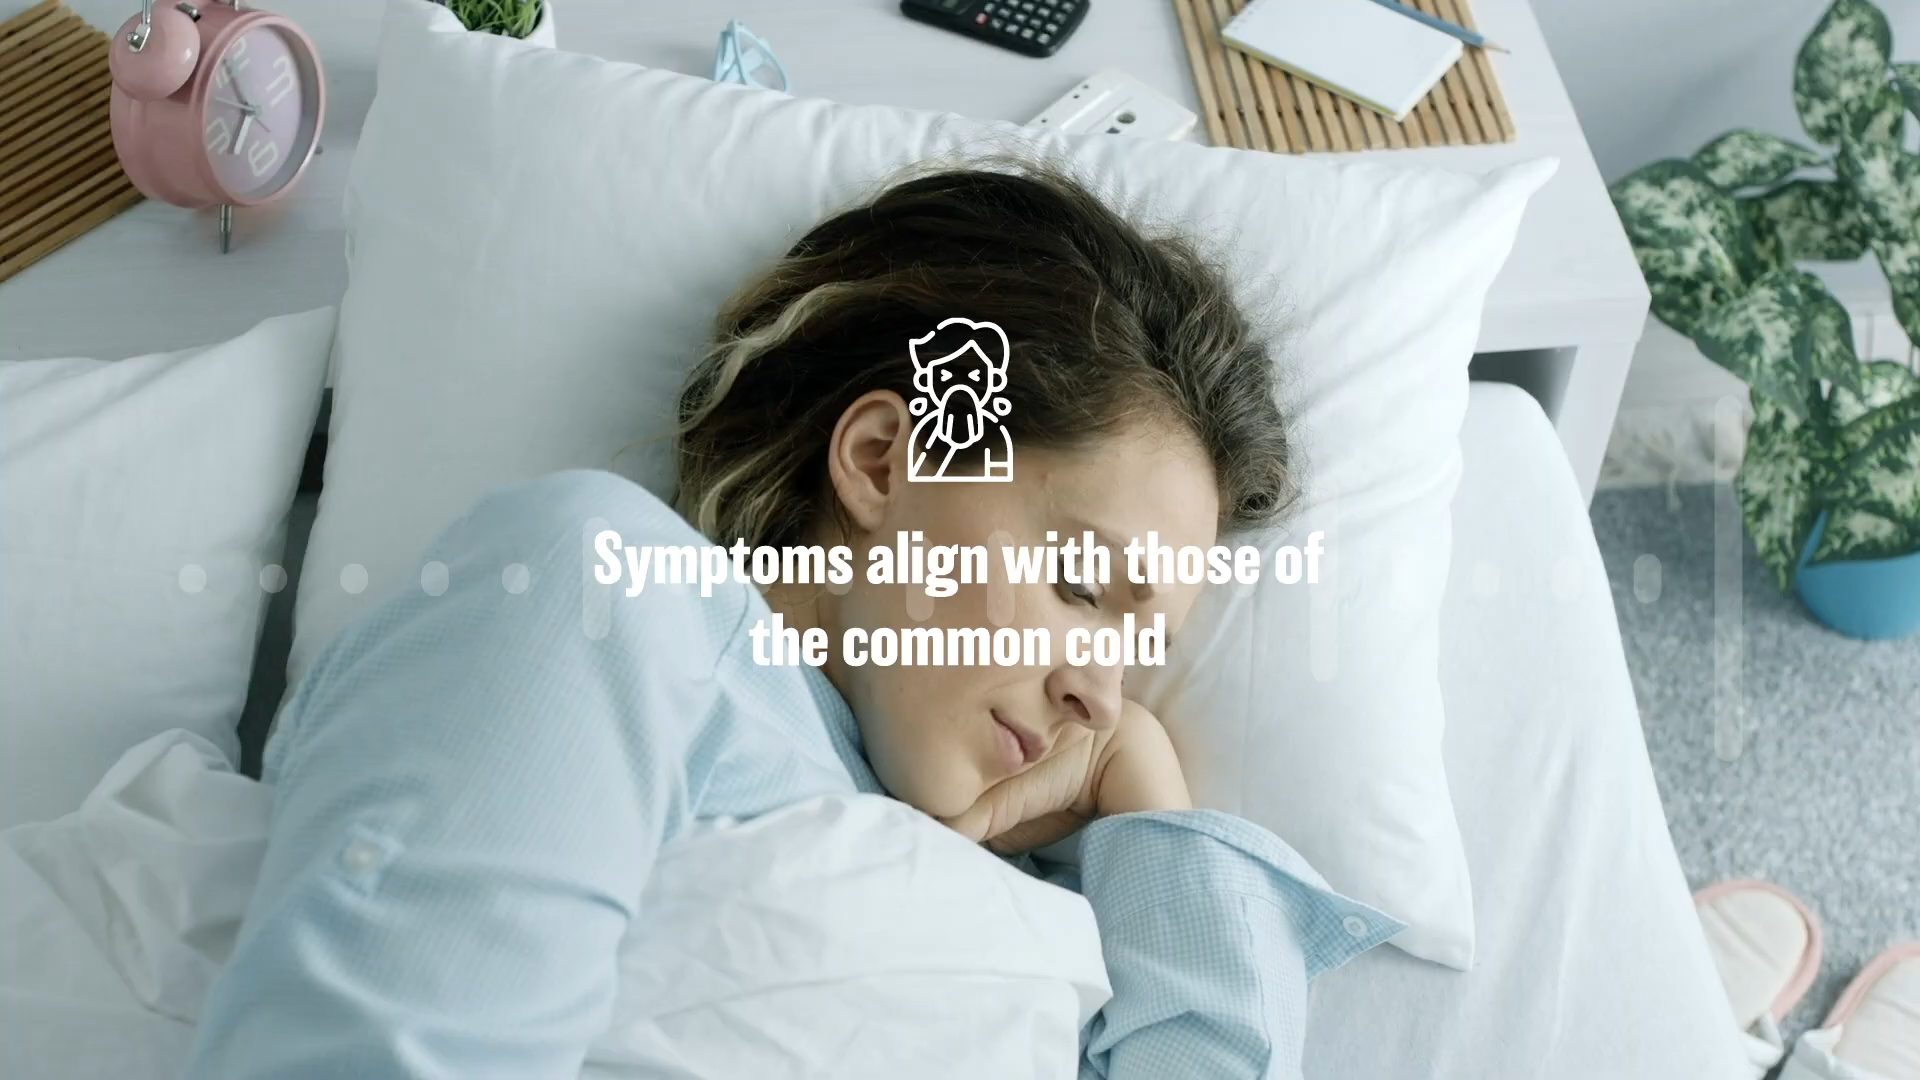 Symptoms align with those of
the common cold